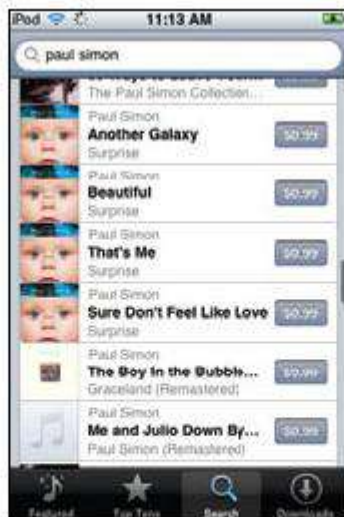 iPod 11:13 AM
paul simon
The Paul Simon Collection...
Paul Simon
Another Galaxy
Surprise
$0.99
Paul Simon
Beautiful
Surprise
$0.99
Paul Simon
That's Me
Surprise
$0.99
Paul Simon
Sure Don't Feel Like Love
Surprise
$0.99
Paul Simon
The Boy In the Bubble...
Graceland (Remastered)
$0.99
Paul Simon
Me and Julio Down By...
Paul Simon (Remastered)
$0.99
Featured Top Tens Search Downloads